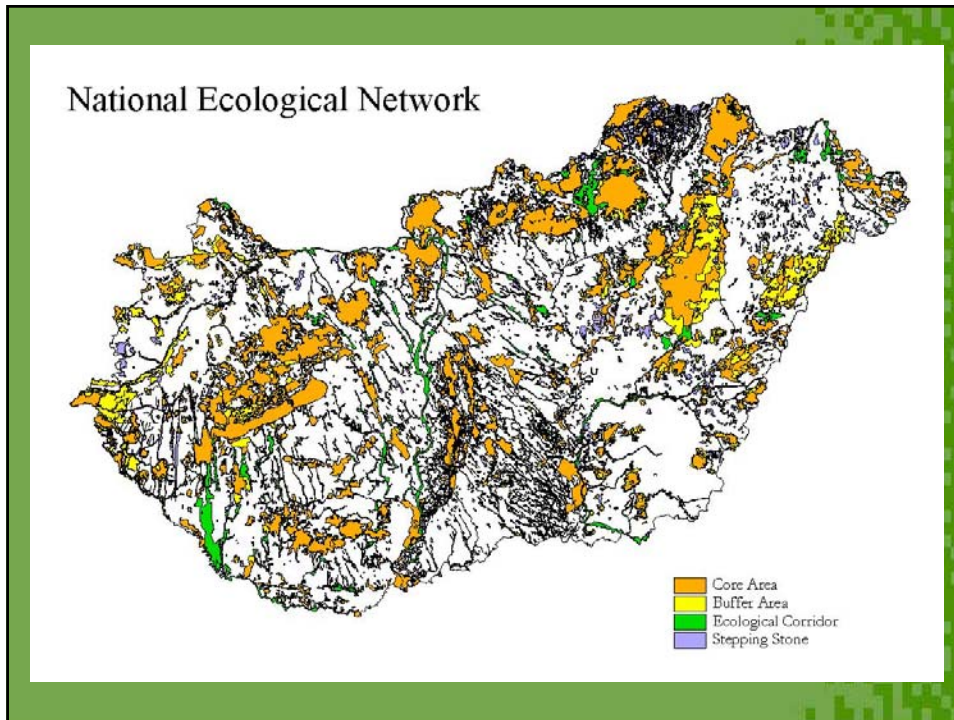 National Ecological Network
Core Area
Buffer Area
Ecological Corridor
Stepping Stone